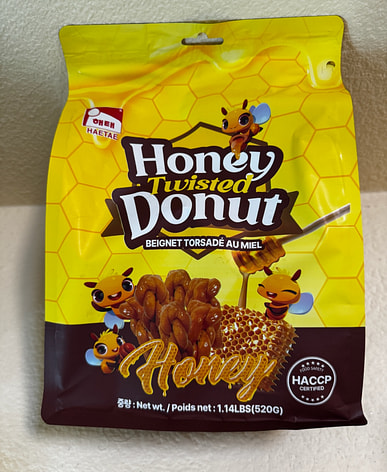 해태
HAETAE
Honey
Twisted
Donut
BEIGNET TORSADÉ AU MIEL
Honey
FOOD SAFETY
HACCP
CERTIFIED
중량 : Net wt. / Poids net : 1.14LBS(520G)